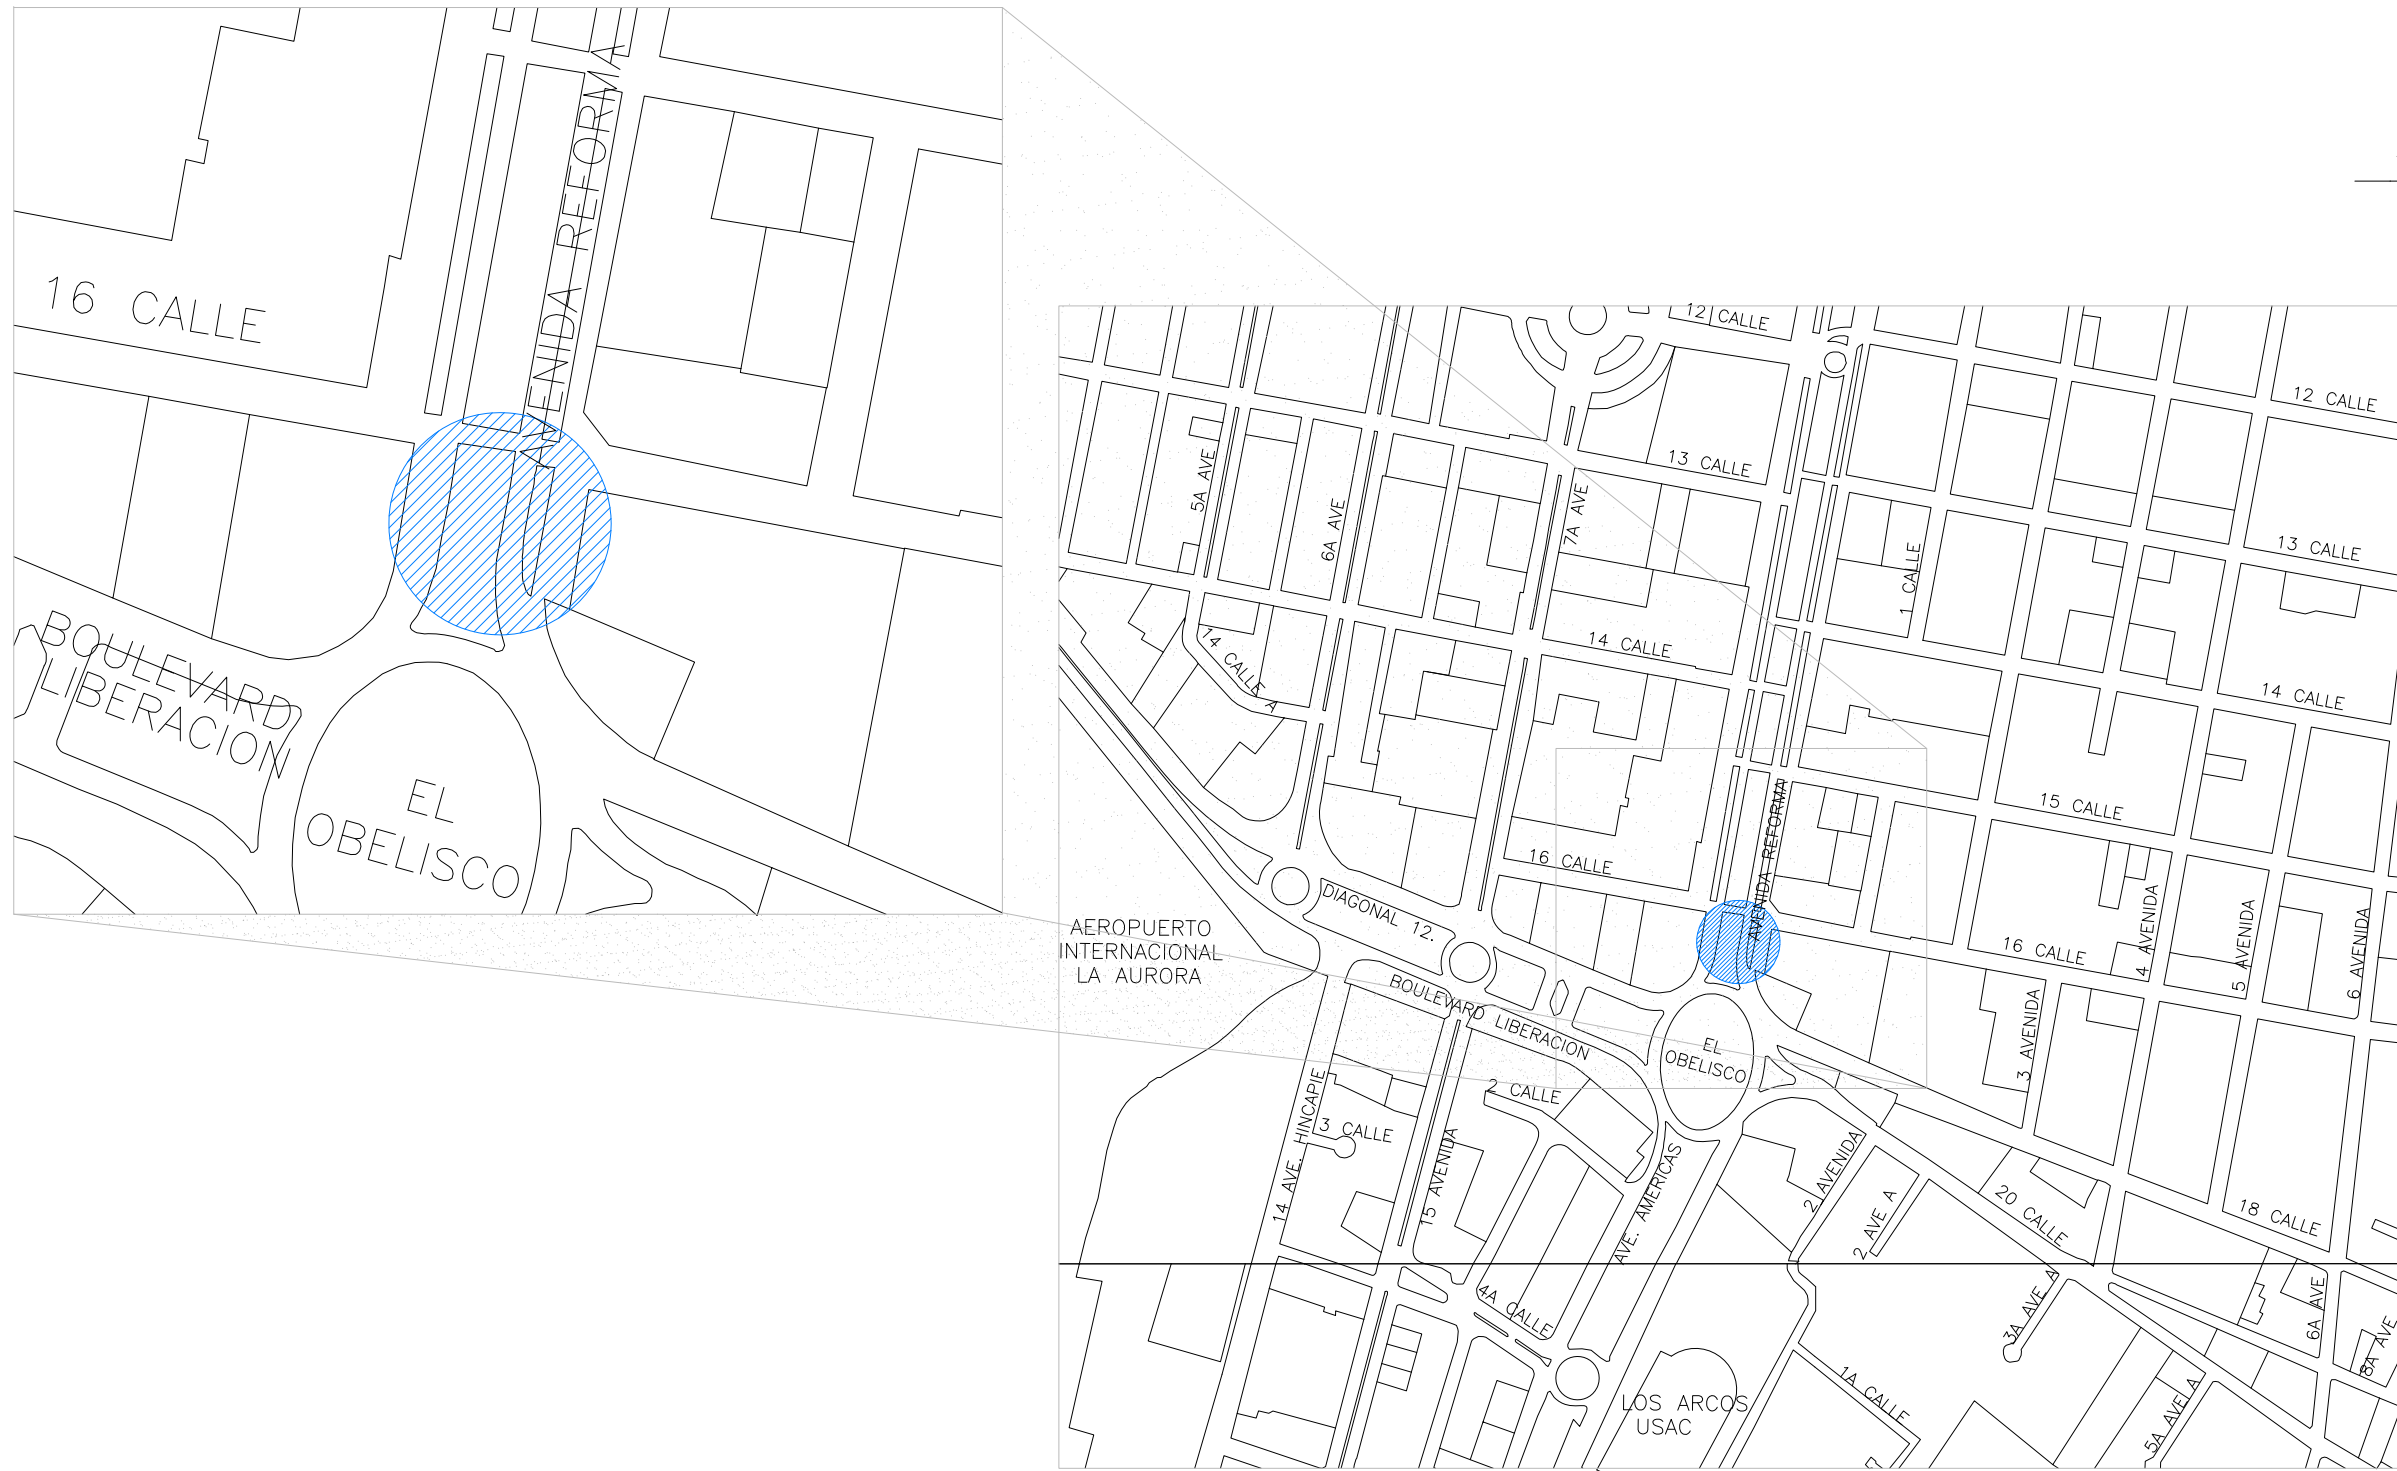 AVENIDA REFORMA
16 CALLE
BOULEVARD
LIBERACION
EL
OBELISCO
12 CALLE
12 CALLE
5A AVE
6A AVE
7A AVE
13 CALLE
13 CALLE
1 CALLE
14 CALLE
14 CALLE A
14 CALLE
15 CALLE
AVENIDA REFORMA
16 CALLE
DIAGONAL 12.
16 CALLE
4 AVENIDA
5 AVENIDA
6 AVENIDA
3 AVENIDA
AEROPUERTO
INTERNACIONAL
LA AURORA
BOULEVARD LIBERACION
EL
OBELISCO
2 CALLE
3 CALLE
14 AVE. HINCAPIE
15 AVENIDA
AVE. AMERICAS
2 AVENIDA
2 AVE A
20 CALLE
18 CALLE
4A CALLE
3A AVE A
6A AVE
8A AVE
1A CALLE
5A AVE A
LOS ARCOS
USAC